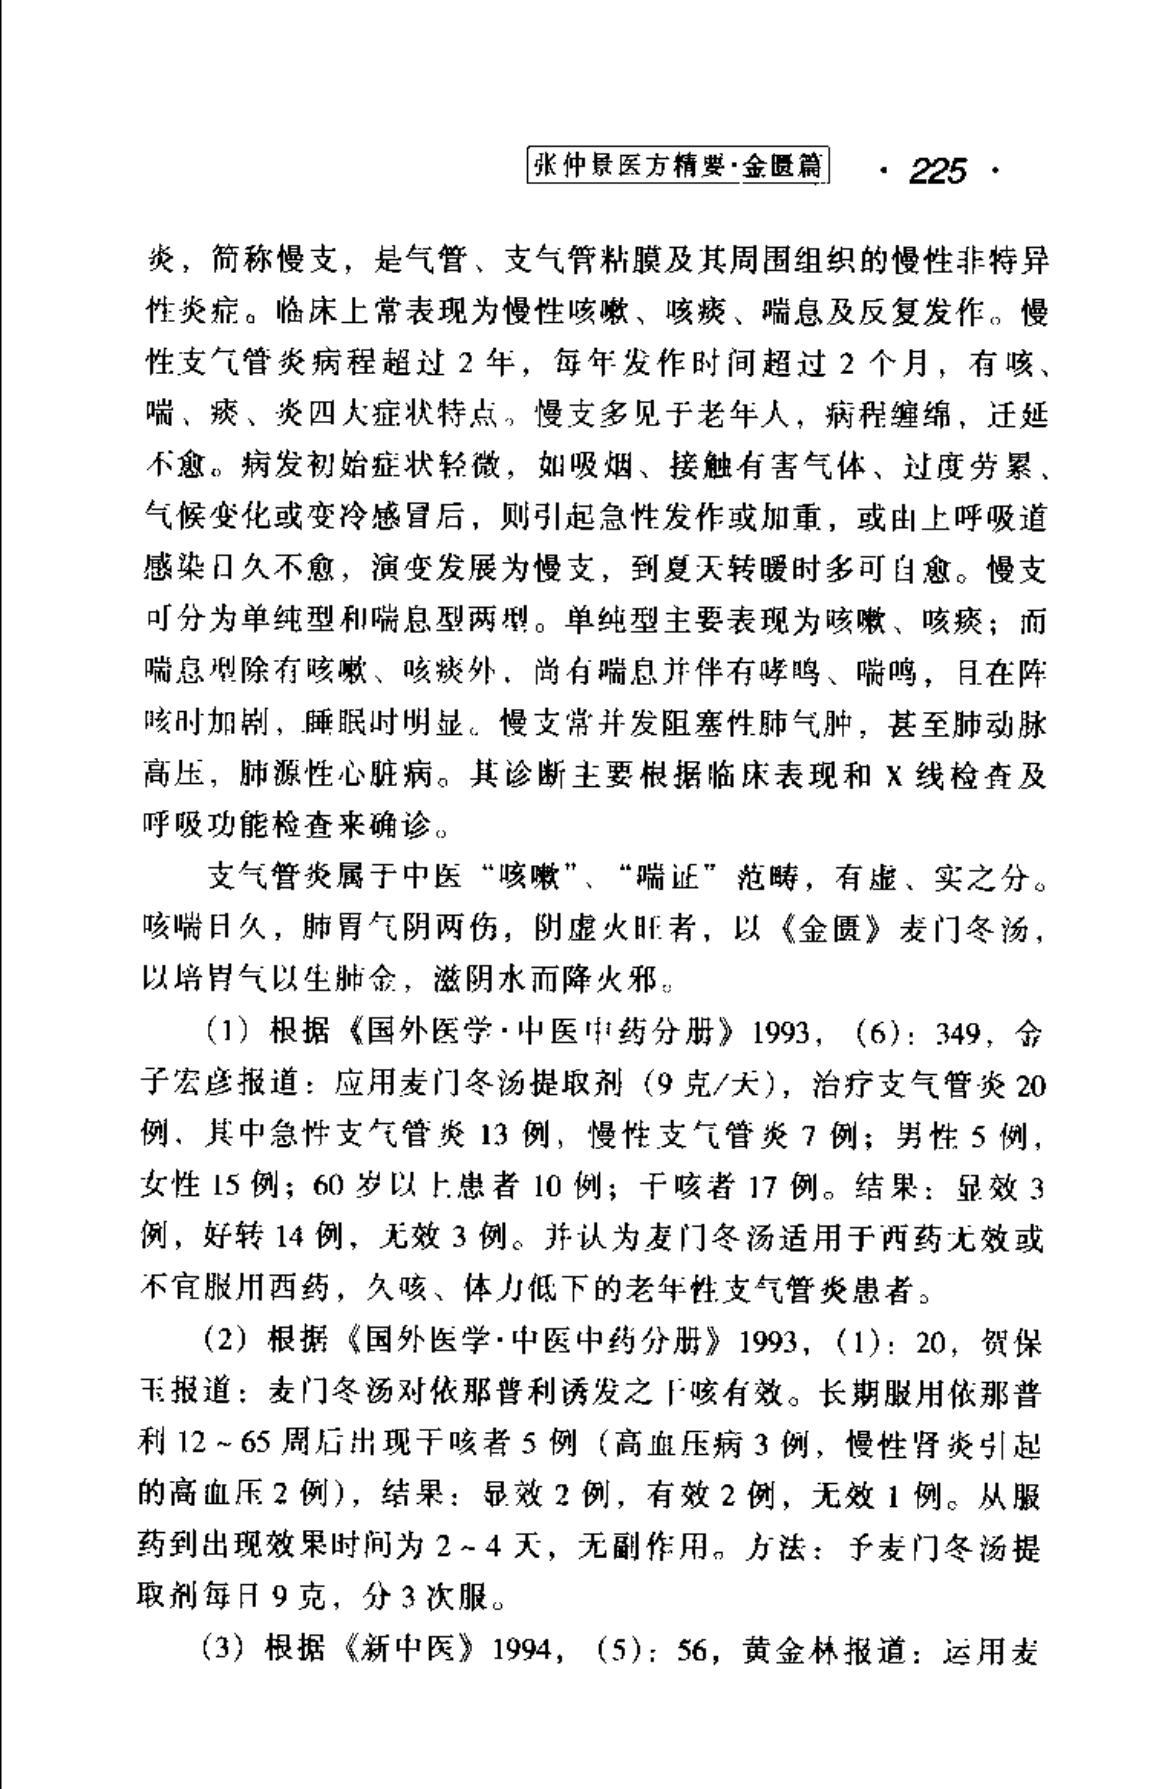 张仲景医方精要·金匮篇 · 225 ·
炎，简称慢支，是气管、支气管粘膜及其周围组织的慢性非特异
性炎症。临床上常表现为慢性咳嗽、咳痰、喘息及反复发作。慢
性支气管炎病程超过 2 年，每年发作时间超过 2 个月，有咳、
喘、痰、炎四大症状特点。慢支多见于老年人，病程缠绵，迁延
不愈。病发初始症状轻微，如吸烟、接触有害气体、过度劳累、
气候变化或变冷感冒后，则引起急性发作或加重，或由上呼吸道
感染日久不愈，演变发展为慢支，到夏天转暖时多可自愈。慢支
可分为单纯型和喘息型两型。单纯型主要表现为咳嗽、咳痰；而
喘息型除有咳嗽、咳痰外，尚有喘息并伴有哮鸣、喘鸣，且在阵
咳时加剧，睡眠时明显。慢支常并发阻塞性肺气肿，甚至肺动脉
高压，肺源性心脏病。其诊断主要根据临床表现和 X 线检查及
呼吸功能检查来确诊。
支气管炎属于中医“咳嗽”、“喘证”范畴，有虚、实之分。
咳喘日久，肺胃气阴两伤，阴虚火旺者，以《金匮》麦门冬汤，
以培胃气以生肺金，滋阴水而降火邪。
（1）根据《国外医学·中医中药分册》1993，（6）：349，金
子宏彦报道：应用麦门冬汤提取剂（9 克/天），治疗支气管炎 20
例，其中急性支气管炎 13 例，慢性支气管炎 7 例；男性 5 例，
女性 15 例；60 岁以上患者 10 例；干咳者 17 例。结果：显效 3
例，好转 14 例，无效 3 例。并认为麦门冬汤适用于西药无效或
不宜服用西药，久咳、体力低下的老年性支气管炎患者。
（2）根据《国外医学·中医中药分册》1993，（1）：20，贺保
玉报道：麦门冬汤对依那普利诱发之干咳有效。长期服用依那普
利 12～65 周后出现干咳者 5 例（高血压病 3 例，慢性肾炎引起
的高血压 2 例），结果：显效 2 例，有效 2 例，无效 1 例。从服
药到出现效果时间为 2～4 天，无副作用。方法：予麦门冬汤提
取剂每日 9 克，分 3 次服。
（3）根据《新中医》1994，（5）：56，黄金林报道：运用麦